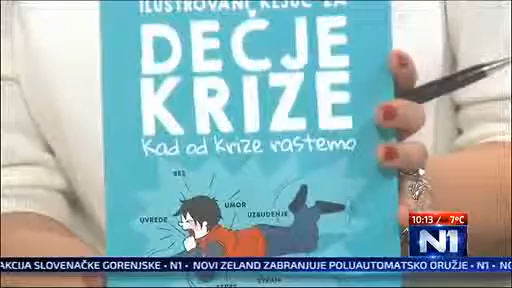 ILUSTROVANI KLJUČ ZA
DEČJE
KRIZE
Kad od krize rastemo
BES
UMOR
UVREDE
UZBUĐENJE
STRAH
10:13 7°C
N1
AKCIJA SLOVENAČKE GORENJSKE • N1 • NOVI ZELAND ZABRANJUJE POLUAUTOMATSKO ORUŽJE • N1 •